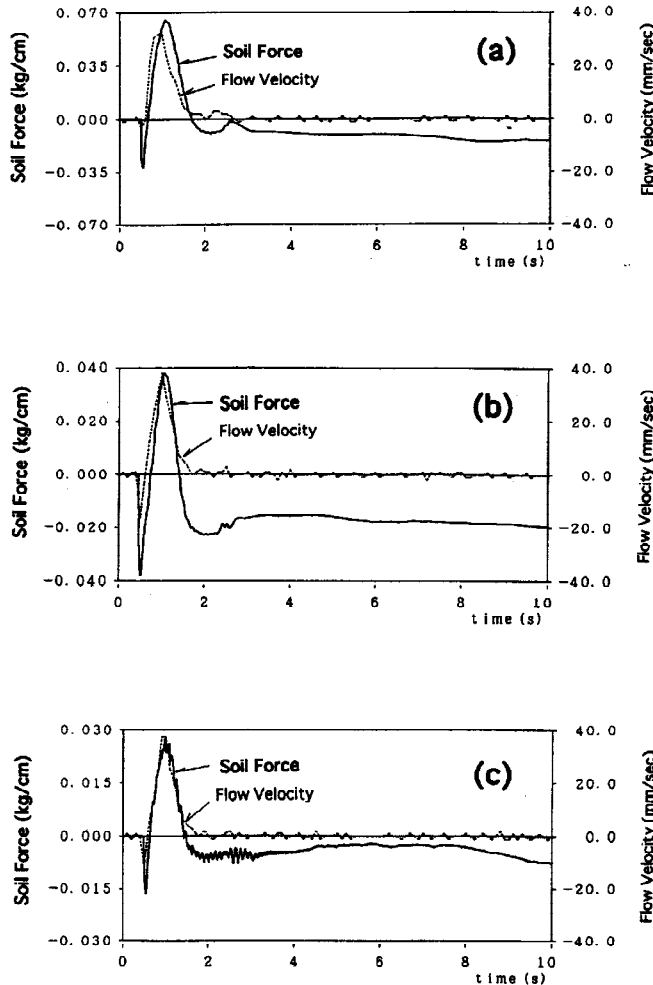 0. 070
0. 035
0. 000
-0. 035
-0. 070
Soil Force (kg/cm)
Soil Force
Flow Velocity
(a)
40. 0
20. 0
0. 0
-20. 0
-40. 0
Flow Velocity (mm/sec)
0 2 4 6 8 10
time (s)
0. 040
0. 020
0. 000
-0. 020
-0. 040
Soil Force (kg/cm)
Soil Force
Flow Velocity
(b)
40. 0
20. 0
0. 0
-20. 0
-40. 0
Flow Velocity (mm/sec)
0 2 4 6 8 10
time (s)
0. 030
0. 015
0. 000
-0. 015
-0. 030
Soil Force (kg/cm)
Soil Force
Flow Velocity
(c)
40. 0
20. 0
0. 0
-20. 0
-40. 0
Flow Velocity (mm/sec)
0 2 4 6 8 10
time (s)